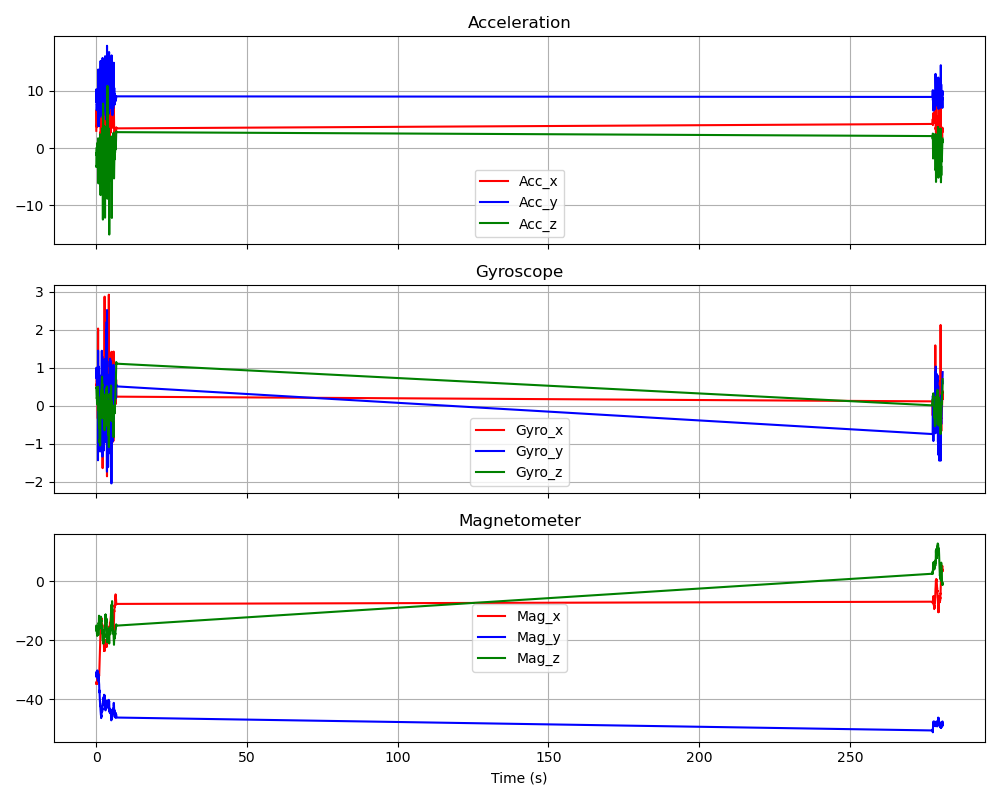 Acceleration
10
0
−10
Acc_x
Acc_y
Acc_z
Gyroscope
3
2
1
0
−1
−2
Gyro_x
Gyro_y
Gyro_z
Magnetometer
0
−20
−40
Mag_x
Mag_y
Mag_z
0 50 100 150 200 250
Time (s)